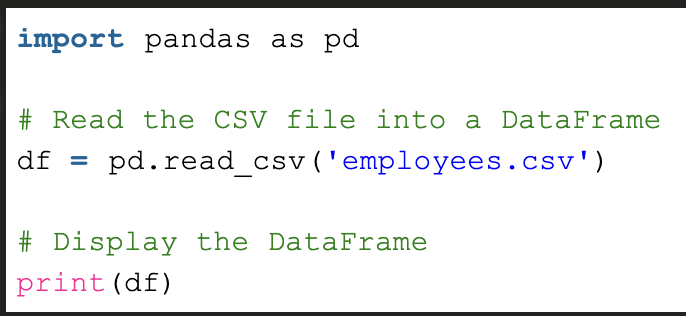 import pandas as pd
# Read the CSV file into a DataFrame
df = pd.read_csv('employees.csv')
# Display the DataFrame
print(df)